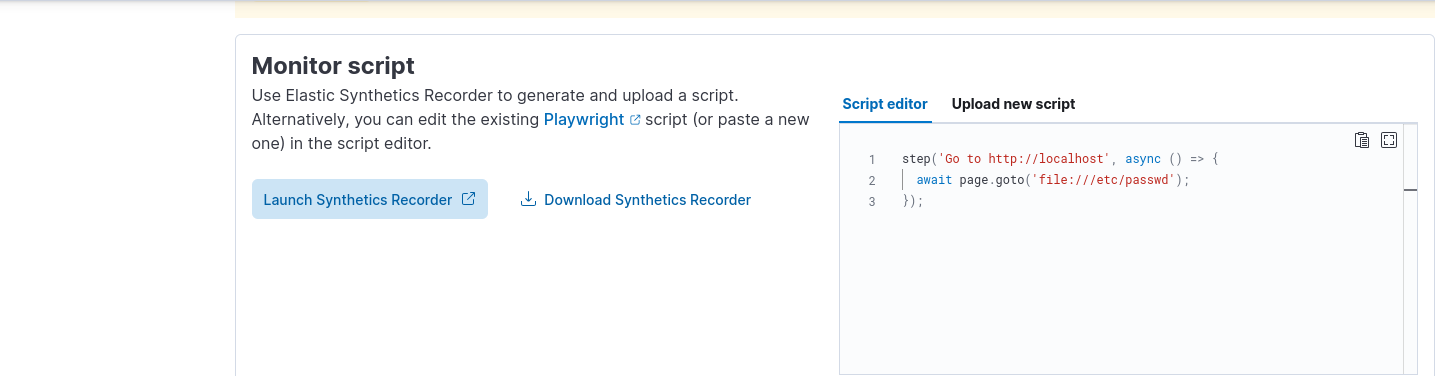 Monitor script
Use Elastic Synthetics Recorder to generate and upload a script.
Alternatively, you can edit the existing Playwright script (or paste a new
one) in the script editor.
Launch Synthetics Recorder
Download Synthetics Recorder
Script editor
Upload new script
1 step('Go to http://localhost', async () => {
2 await page.goto('file:///etc/passwd');
3 });